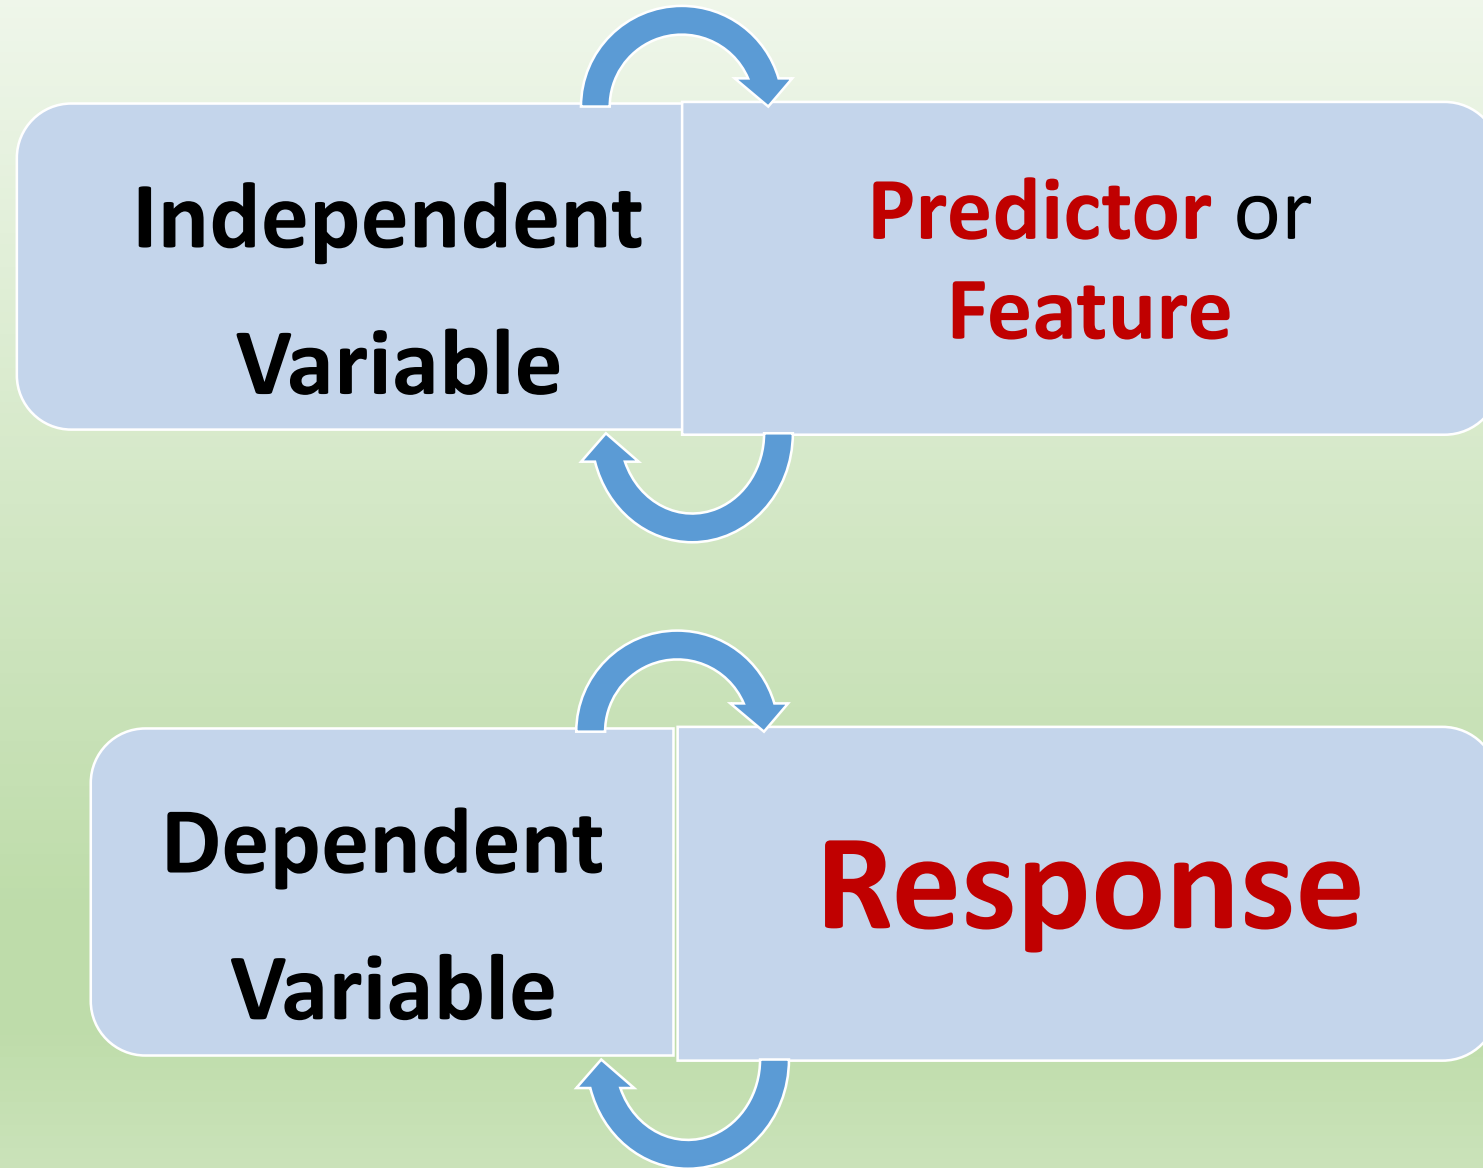 Independent
Variable
Predictor or
Feature
Dependent
Variable
Response